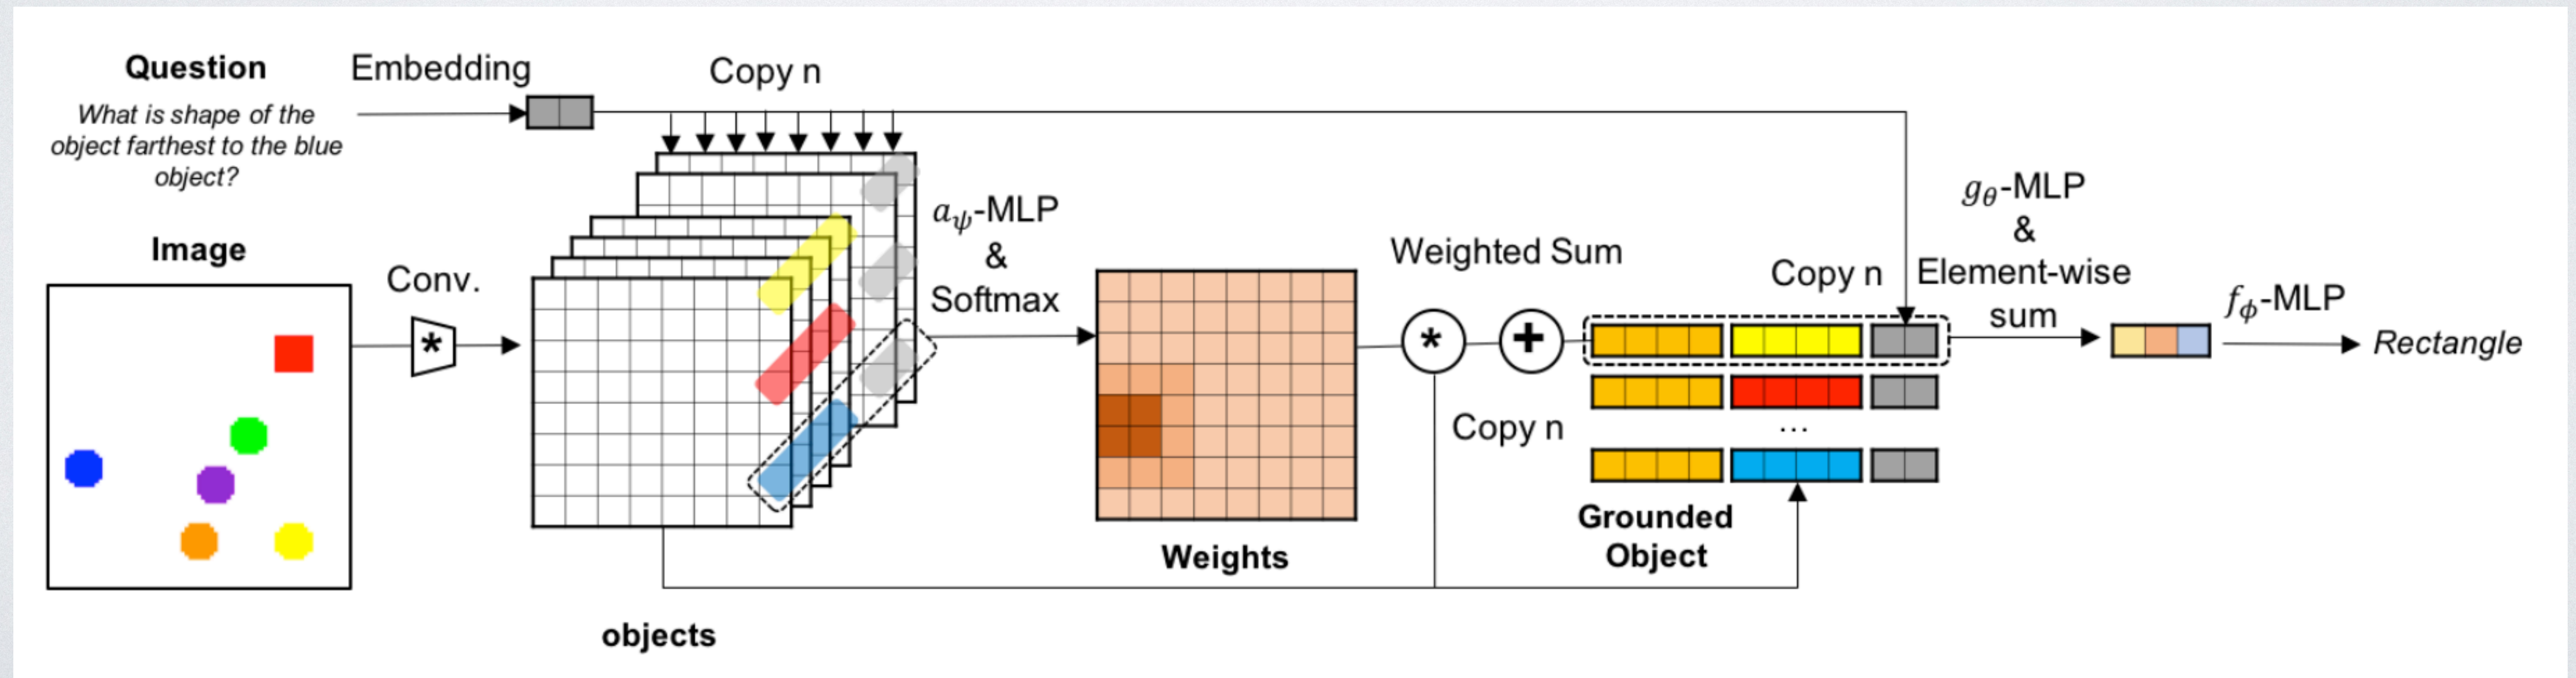 Question
What is shape of the
object farthest to the blue
object?
Embedding
Copy n
Image
Conv.
*
objects
aψ-MLP
&
Softmax
Weights
Weighted Sum
*
+
Copy n
Grounded
Object
Copy n
...
gθ-MLP
&
Element-wise
sum
fϕ-MLP
Rectangle